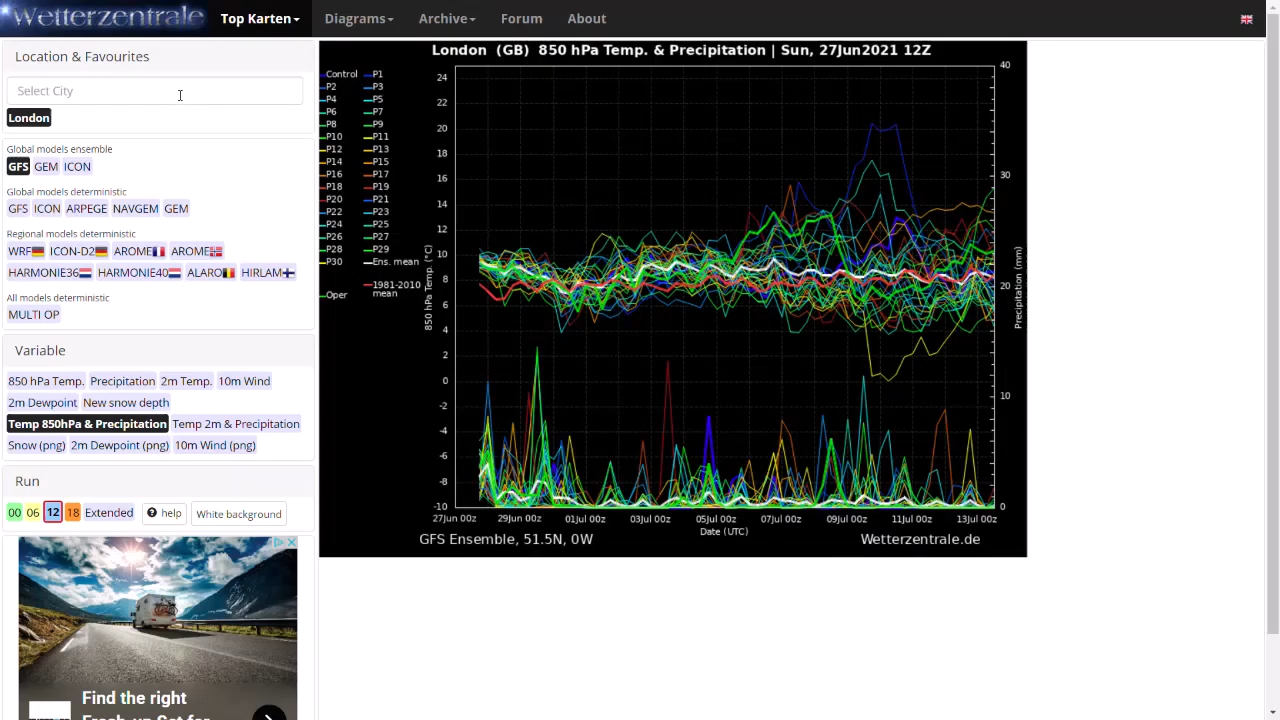 Wetterzentrale Top Karten Diagrams Archive Forum About
Location & Favourites
Select City
London
Global models ensemble
GFS GEM ICON
Global models deterministic
GFS ICON ARPEGE NAVGEM GEM
Regional models deterministic
WRF ICON-D2 AROME AROME
HARMONIE36 HARMONIE40 ALARO HIRLAM
All models deterministic
MULTI OP
Variable
850 hPa Temp. Precipitation 2m Temp. 10m Wind
2m Dewpoint New snow depth
Temp 850hPa & Precipitation Temp 2m & Precipitation
Snow (png) 2m Dewpoint (png) 10m Wind (png)
Run
00 06 12 18 Extended help White background
Find the right
London (GB) 850 hPa Temp. & Precipitation | Sun, 27Jun2021 12Z
Control P1
P2 P3
P4 P5
P6 P7
P8 P9
P10 P11
P12 P13
P14 P15
P16 P17
P18 P19
P20 P21
P22 P23
P24 P25
P26 P27
P28 P29
P30 Ens. mean
Oper 1981-2010
mean
850 hPa Temp. (°C)
24
22
20
18
16
14
12
10
8
6
4
2
0
-2
-4
-6
-8
-10
40
30
20
10
0
Precipitation (mm)
27Jun 00z 29Jun 00z 01Jul 00z 03Jul 00z 05Jul 00z 07Jul 00z 09Jul 00z 11Jul 00z 13Jul 00z
Date (UTC)
GFS Ensemble, 51.5N, 0W Wetterzentrale.de